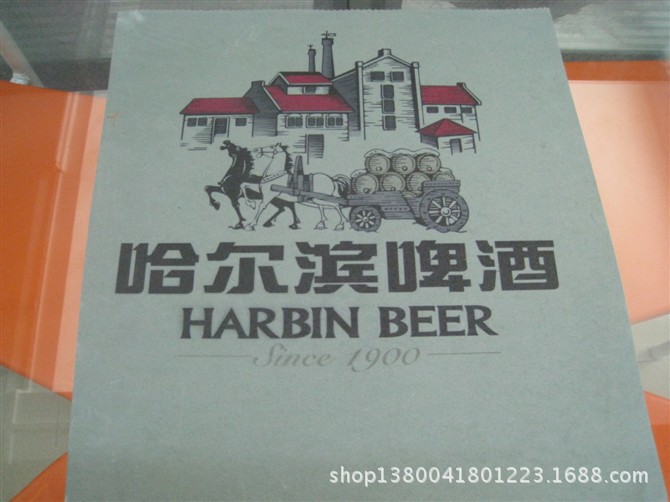 哈尔滨啤酒
HARBIN BEER
Since 1900
shop1380041801223.1688.com